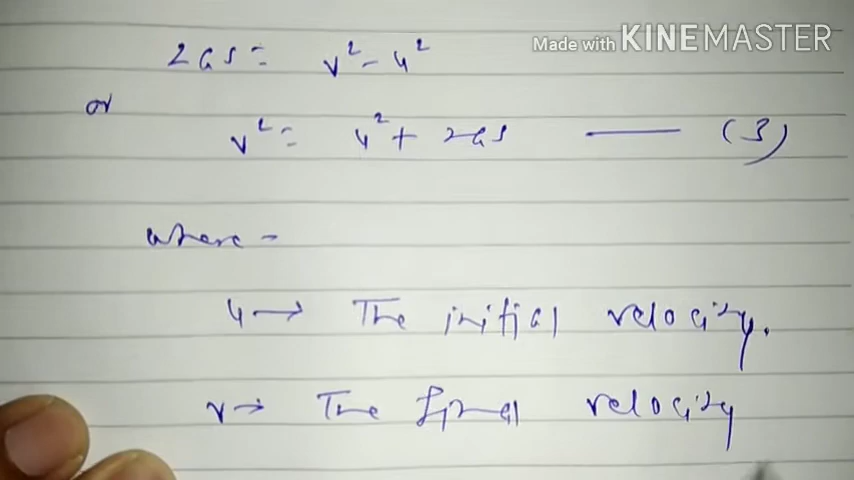 Made with KINEMASTER
2as = v² - u²
or
v² = u² + 2as —— (3)
where -
u → The initial velocity.
v → The final velocity